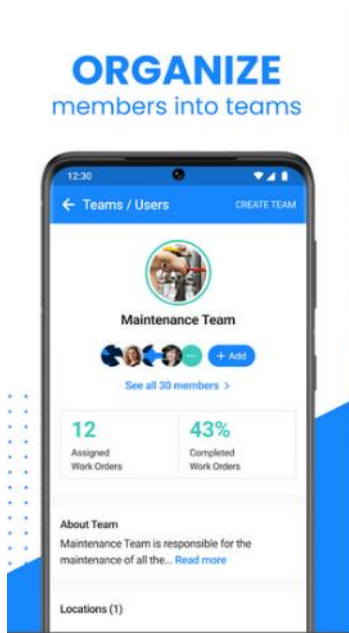 ORGANIZE
members into teams
12:30
← Teams / Users CREATE TEAM
Maintenance Team
+ Add
See all 30 members >
12 43%
Assigned Completed
Work Orders Work Orders
About Team
Maintenance Team is responsible for the
maintenance of all the... Read more
Locations (1)